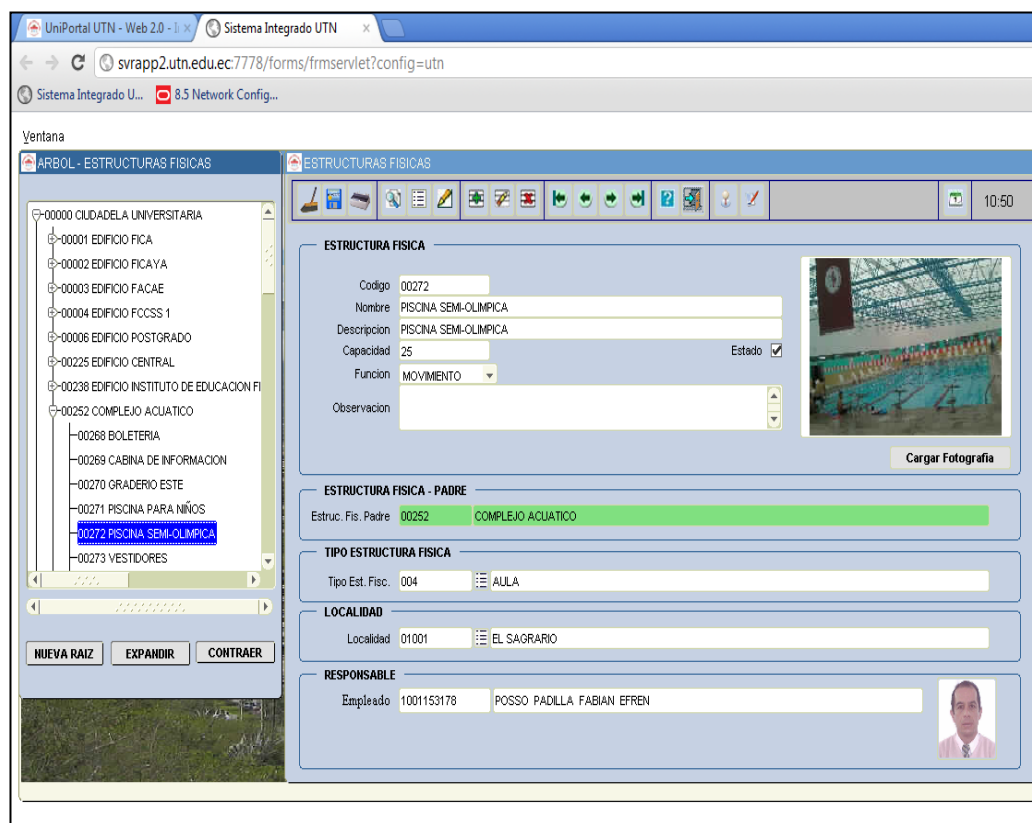 UniPortal UTN - Web 2.0 - I
Sistema Integrado UTN
svrapp2.utn.edu.ec:7778/forms/frmservlet?config=utn
Sistema Integrado U...
8.5 Network Config...
Ventana
ARBOL - ESTRUCTURAS FISICAS
00000 CIUDADELA UNIVERSITARIA
00001 EDIFICIO FICA
00002 EDIFICIO FICAYA
00003 EDIFICIO FACAE
00004 EDIFICIO FCCSS 1
00006 EDIFICIO POSTGRADO
00225 EDIFICIO CENTRAL
00238 EDIFICIO INSTITUTO DE EDUCACION FI
00252 COMPLEJO ACUATICO
00268 BOLETERIA
00269 CABINA DE INFORMACION
00270 GRADERIO ESTE
00271 PISCINA PARA NIÑOS
00272 PISCINA SEMI-OLIMPICA
00273 VESTIDORES
NUEVA RAIZ EXPANDIR CONTRAER
ESTRUCTURAS FISICAS
10:50
ESTRUCTURA FISICA
Codigo 00272
Nombre PISCINA SEMI-OLIMPICA
Descripcion PISCINA SEMI-OLIMPICA
Capacidad 25 Estado
Funcion MOVIMIENTO
Observacion
Cargar Fotografia
ESTRUCTURA FISICA - PADRE
Estruc. Fis. Padre 00252 COMPLEJO ACUATICO
TIPO ESTRUCTURA FISICA
Tipo Est. Fisc. 004 AULA
LOCALIDAD
Localidad 01001 EL SAGRARIO
RESPONSABLE
Empleado 1001153178 POSSO PADILLA FABIAN EFREN